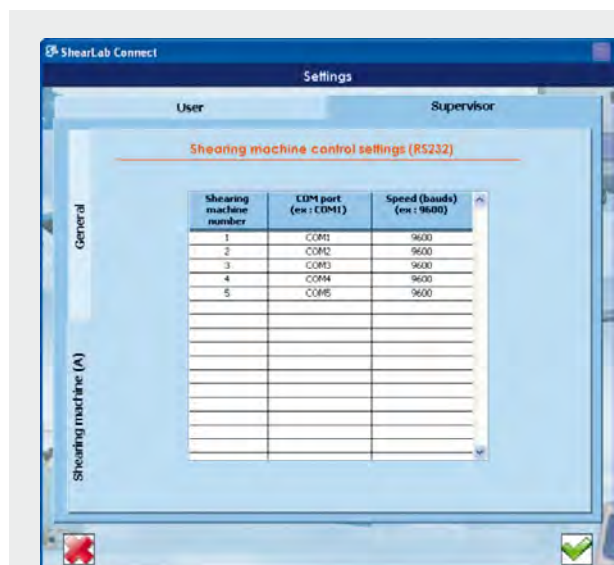 ShearLab Connect
Settings
User Supervisor
Shearing machine control settings (RS232)
General
Shearing machine (A)
Shearing machine number COM port (ex : COM1) Speed (bauds) (ex : 9600)
1 COM1 9600
2 COM2 9600
3 COM3 9600
4 COM4 9600
5 COM5 9600